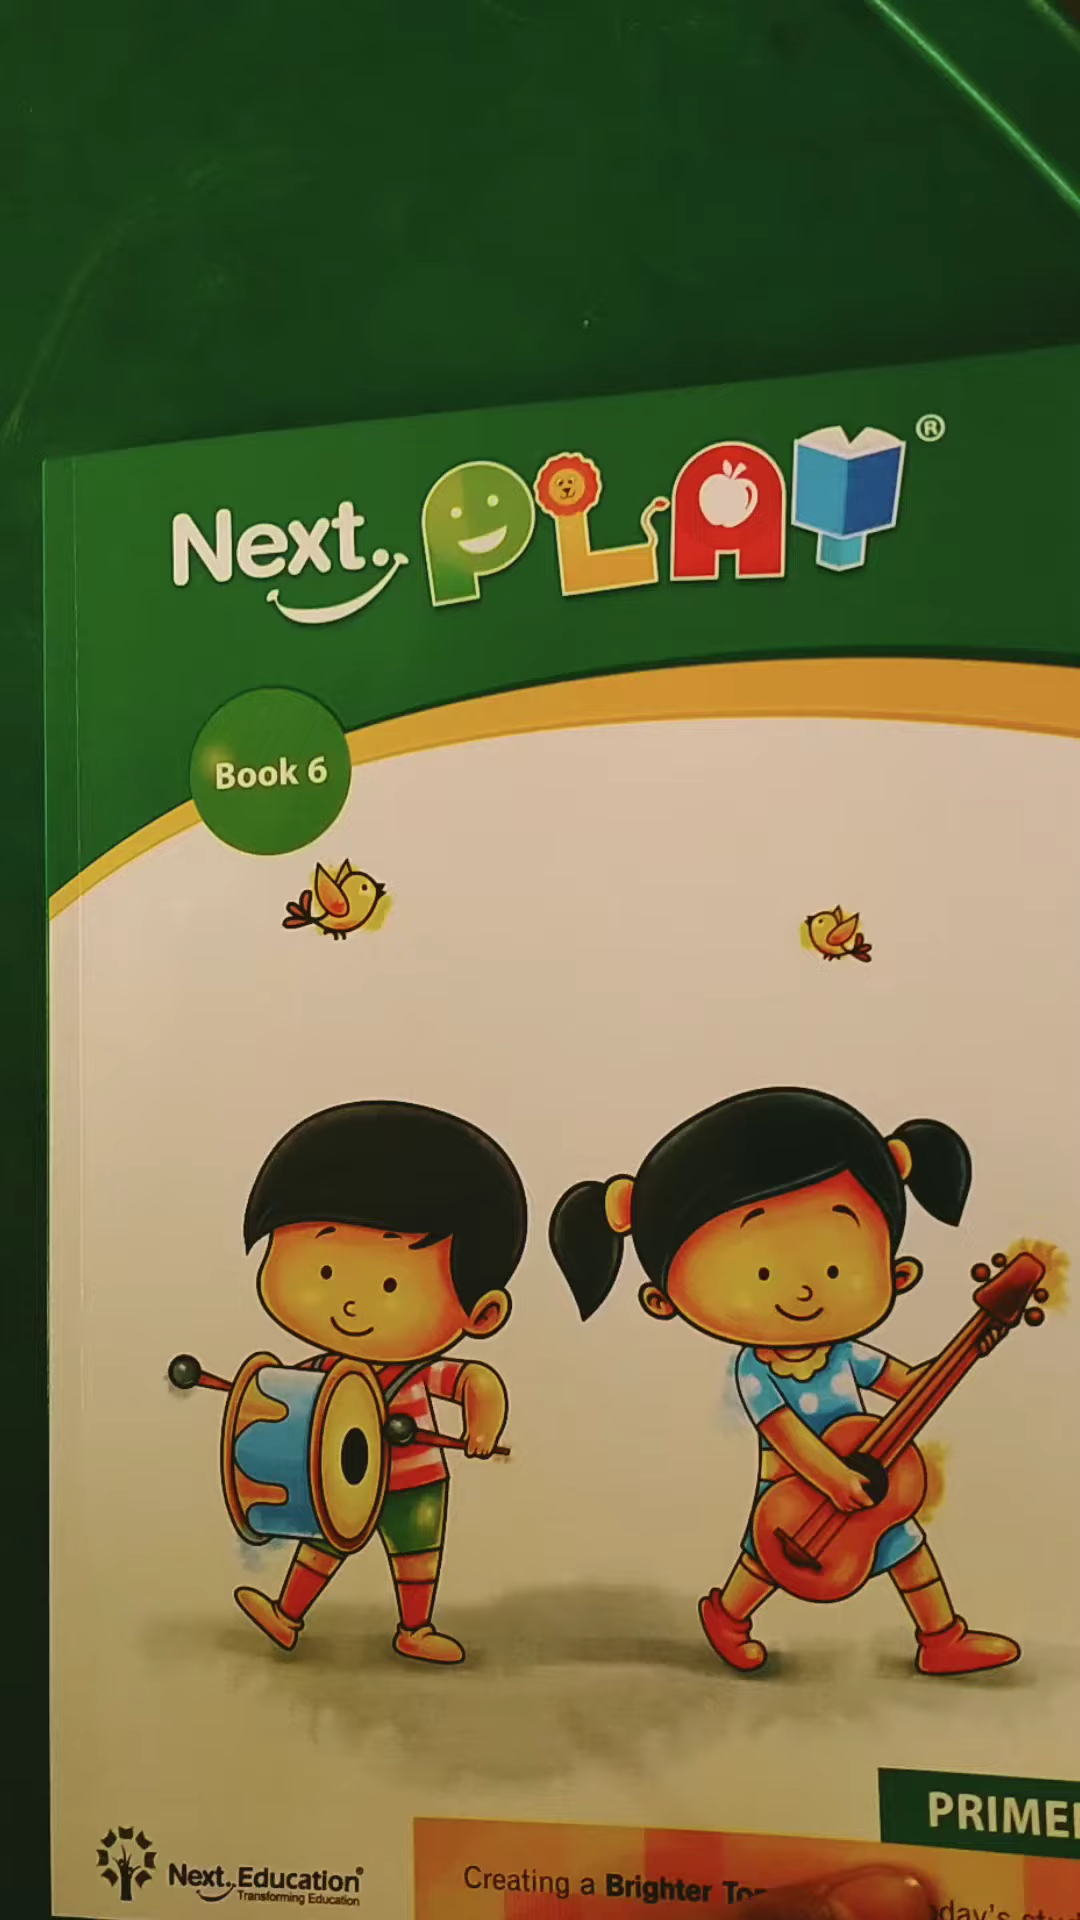 Next. PLAY®
Book 6
PRIME
Next.Education®
Transforming Education
Creating a Brighter